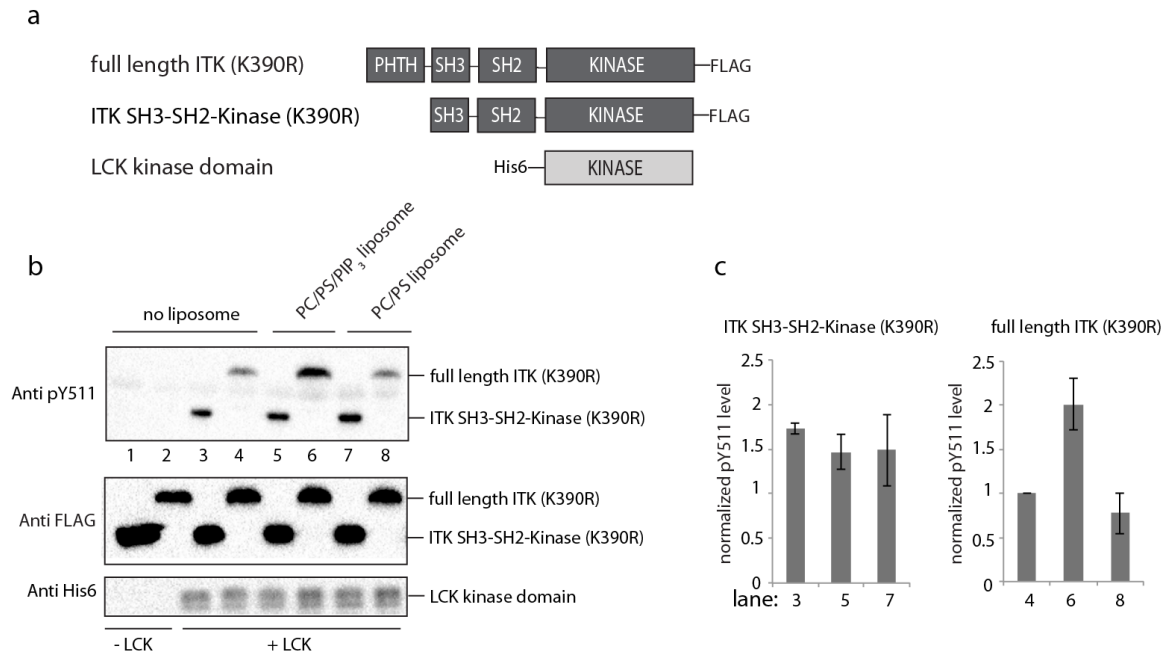 a
full length ITK (K390R)
PHTH SH3 SH2 KINASE FLAG
ITK SH3-SH2-Kinase (K390R)
SH3 SH2 KINASE FLAG
LCK kinase domain
His6 KINASE
b
no liposome
PC/PS/PIP3 liposome
PC/PS liposome
Anti pY511
full length ITK (K390R)
ITK SH3-SH2-Kinase (K390R)
1 2 3 4 5 6 7 8
Anti FLAG
full length ITK (K390R)
ITK SH3-SH2-Kinase (K390R)
Anti His6
LCK kinase domain
- LCK
+ LCK
c
ITK SH3-SH2-Kinase (K390R)
normalized pY511 level
2.5
2
1.5
1
0.5
0
lane: 3 5 7
full length ITK (K390R)
normalized pY511 level
2.5
2
1.5
1
0.5
0
4 6 8